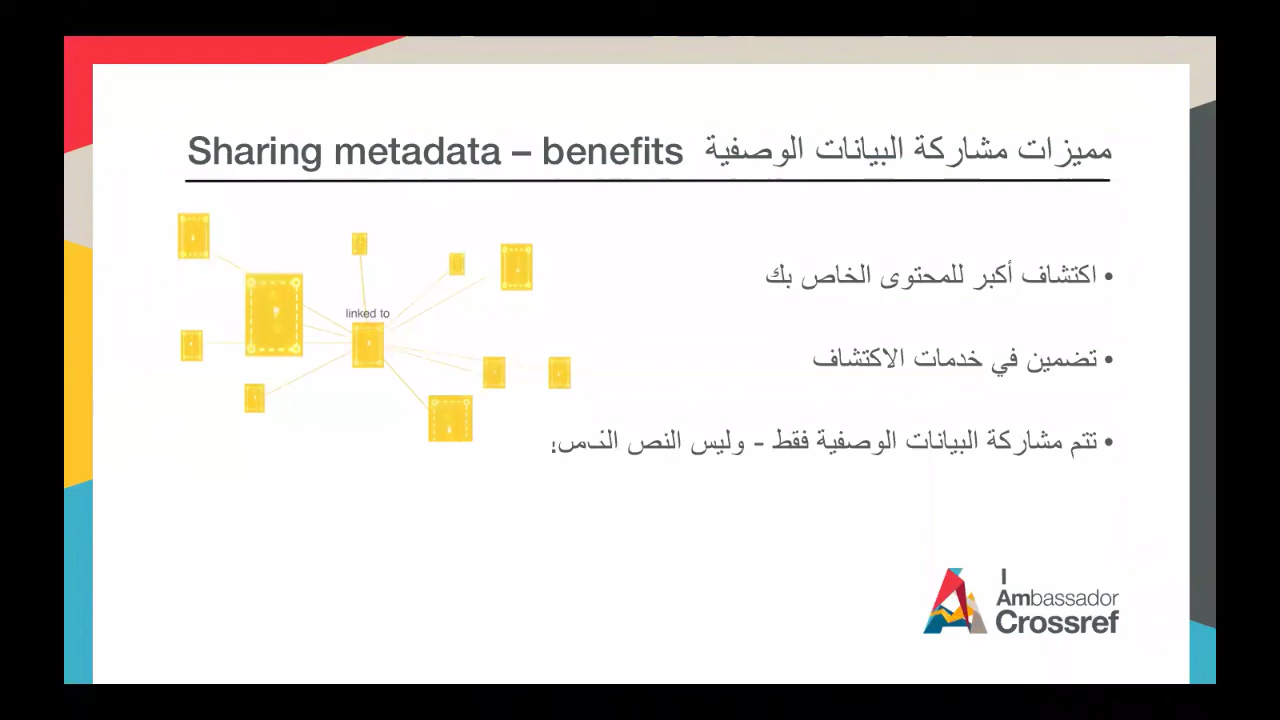 Sharing metadata – benefits مميزات مشاركة البيانات الوصفية
• اكتشاف أكبر للمحتوى الخاص بك
• تضمين في خدمات الاكتشاف
• تتم مشاركة البيانات الوصفية فقط - وليس النص
linked to
I
Ambassador
Crossref